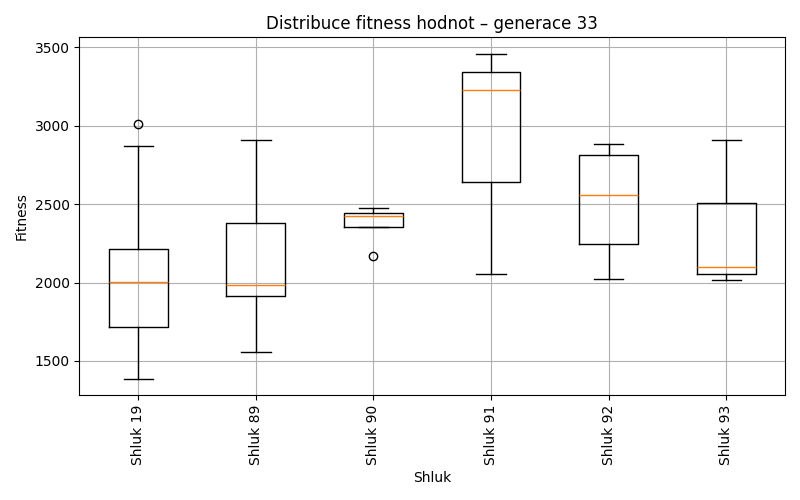 Distribuce fitness hodnot – generace 33
Fitness
3500
3000
2500
2000
1500
Shluk 19
Shluk 89
Shluk 90
Shluk 91
Shluk 92
Shluk 93
Shluk